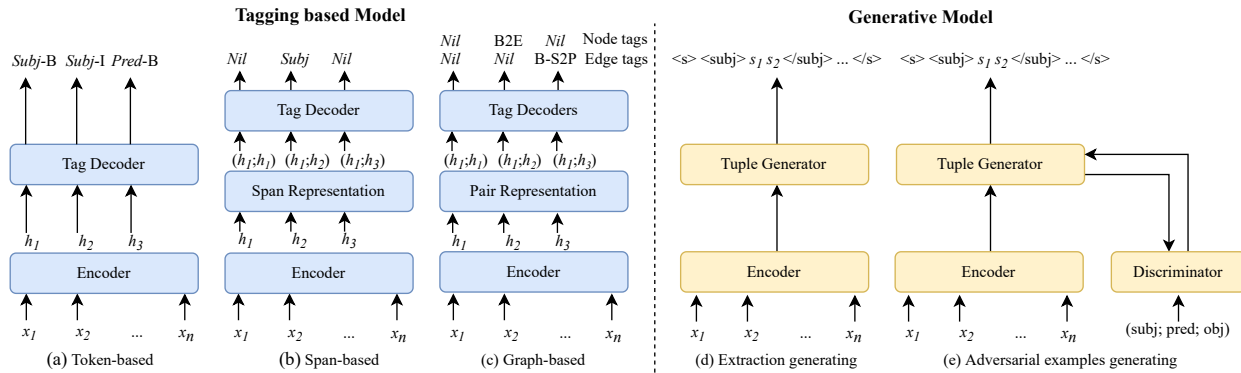 Tagging based Model
Generative Model
Subj-B Subj-I Pred-B
Tag Decoder
h1 h2 h3
Encoder
x1 x2 ... xn
(a) Token-based
Nil Subj Nil
Tag Decoder
(h1;h1) (h1;h2) (h1;h3)
Span Representation
h1 h2 h3
Encoder
x1 x2 ... xn
(b) Span-based
Nil B2E Nil Node tags
Nil Nil B-S2P Edge tags
Tag Decoders
(h1;h1) (h1;h2) (h1;h3)
Pair Representation
h1 h2 h3
Encoder
x1 x2 ... xn
(c) Graph-based
<s> <subj> s1 s2 </subj> ... </s>
Tuple Generator
Encoder
x1 x2 ... xn
(d) Extraction generating
<s> <subj> s1 s2 </subj> ... </s>
Tuple Generator
Encoder
x1 x2 ... xn
Discriminator
(subj; pred; obj)
(e) Adversarial examples generating